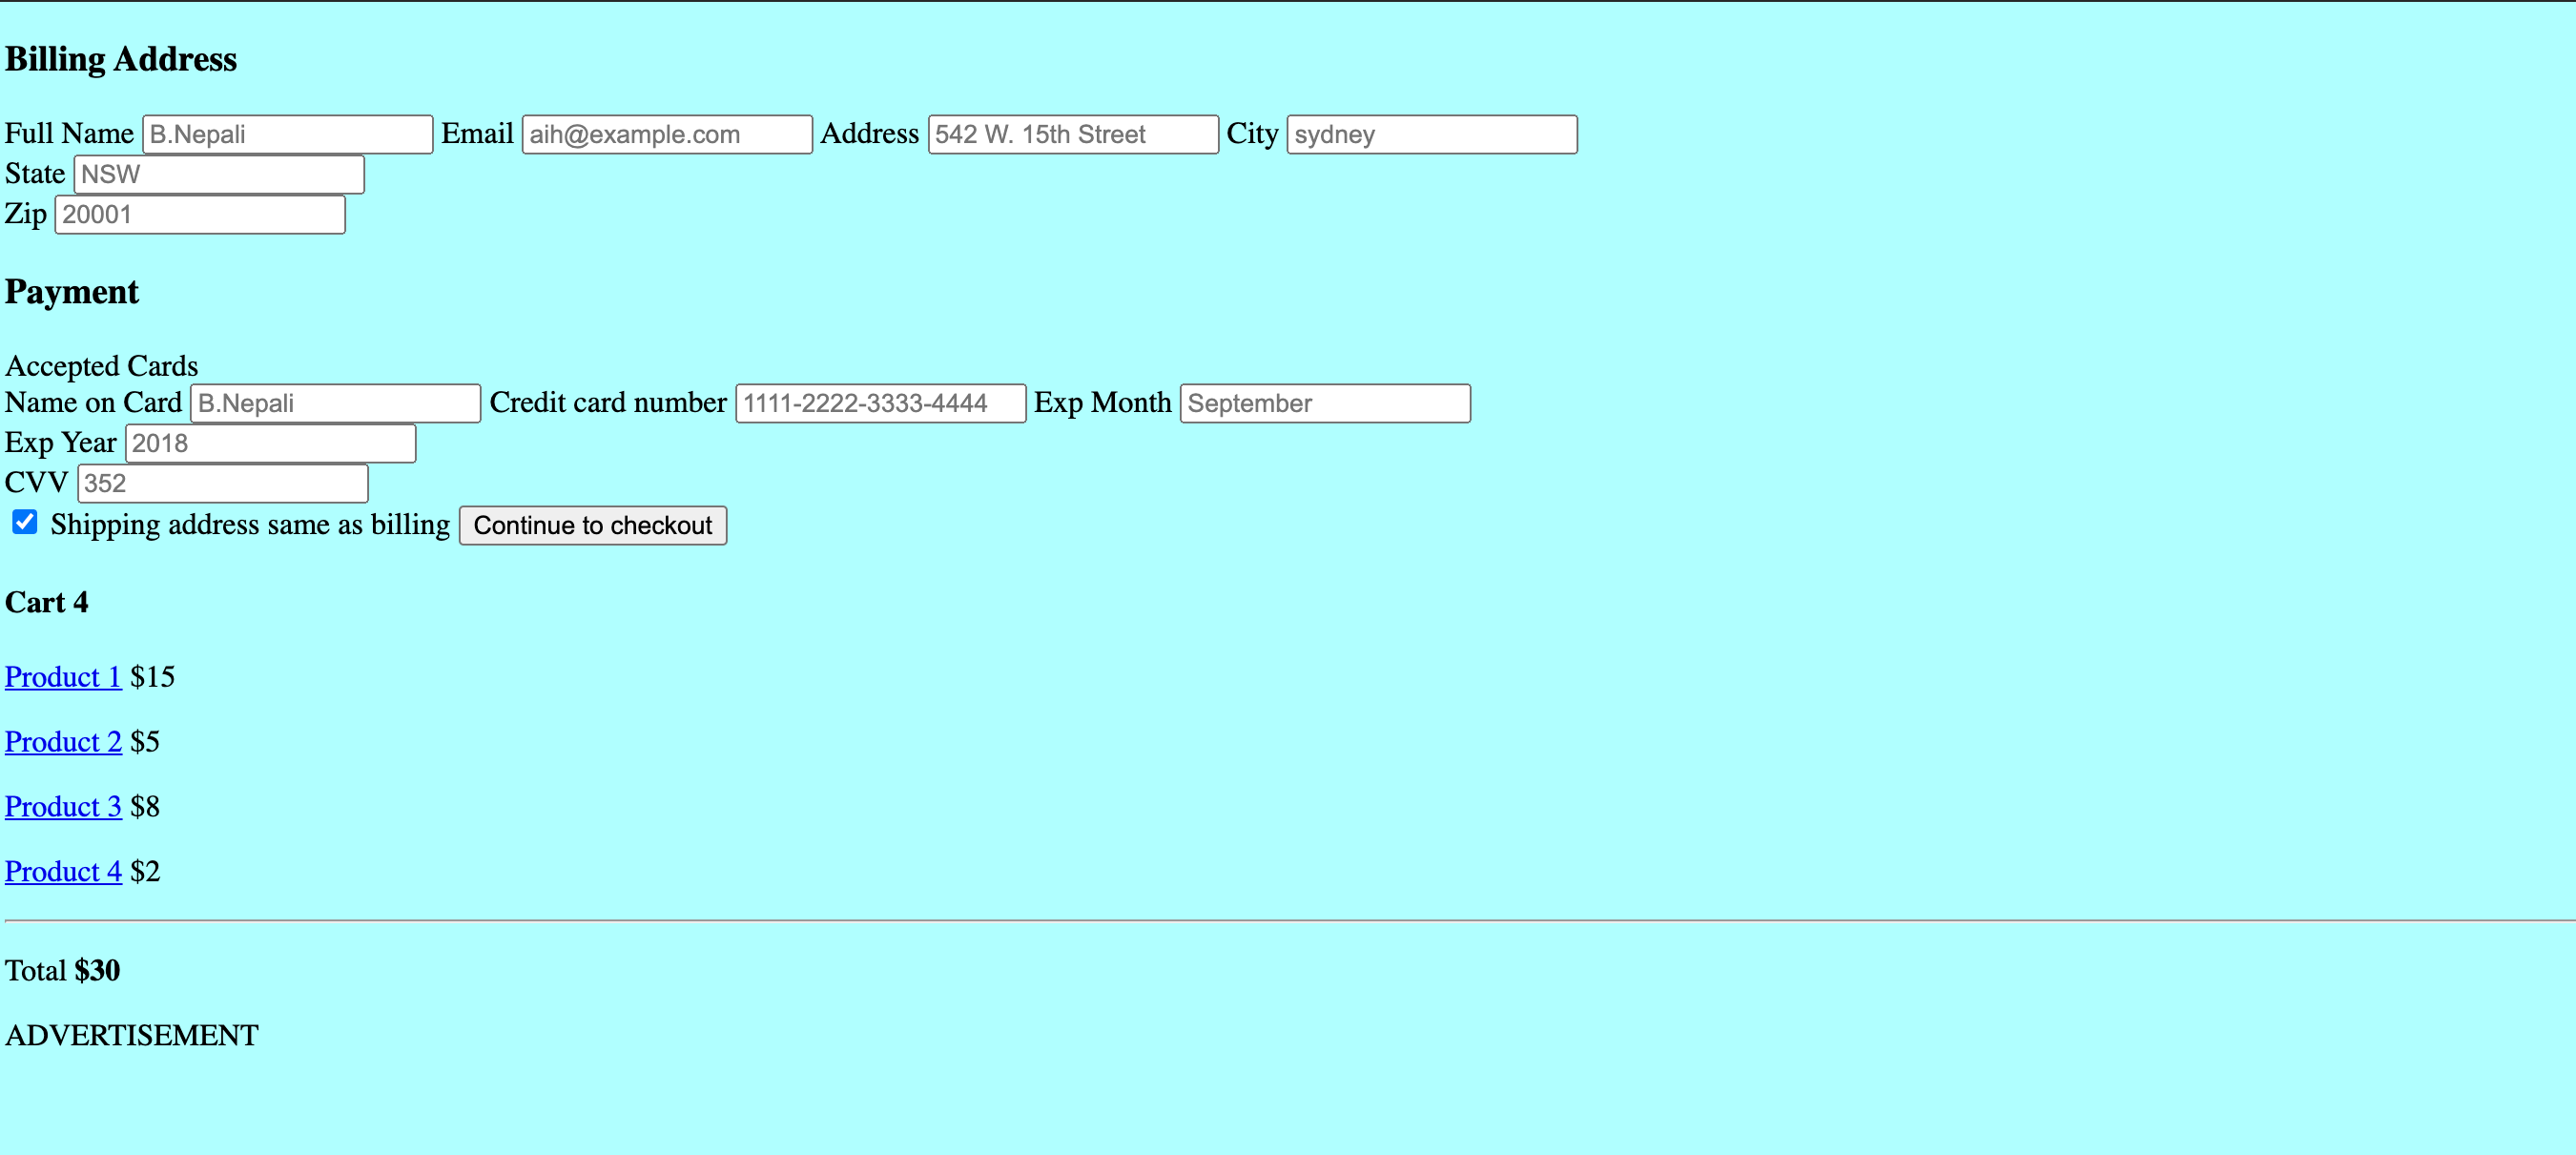 Billing Address
Full Name B.Nepali Email aih@example.com Address 542 W. 15th Street City sydney
State NSW
Zip 20001
Payment
Accepted Cards
Name on Card B.Nepali Credit card number 1111-2222-3333-4444 Exp Month September
Exp Year 2018
CVV 352
Shipping address same as billing Continue to checkout
Cart 4
Product 1 $15
Product 2 $5
Product 3 $8
Product 4 $2
Total $30
ADVERTISEMENT